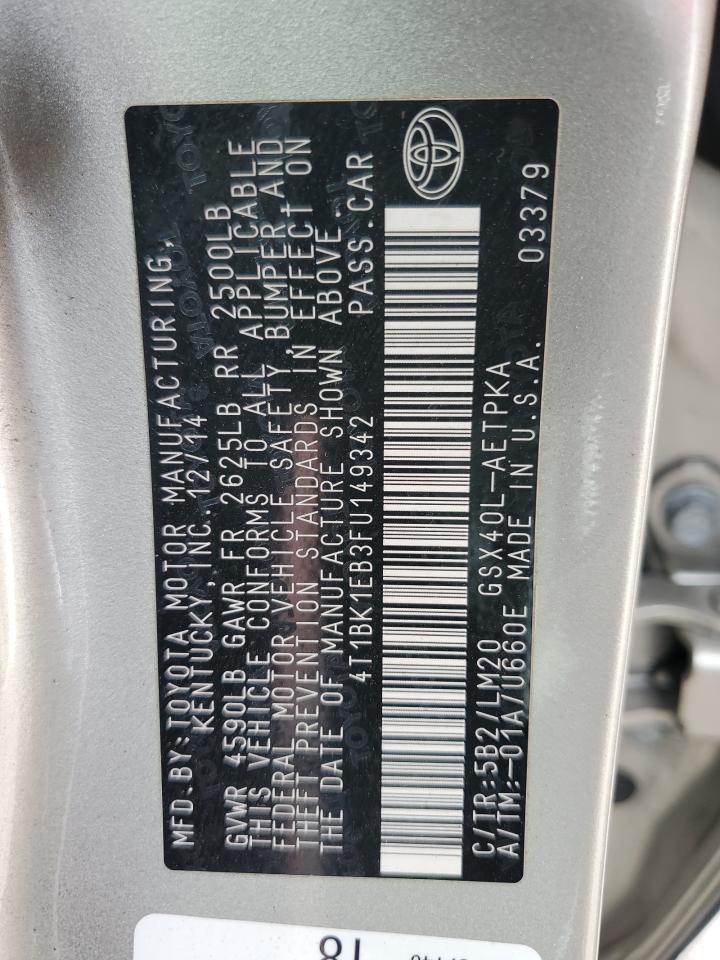 MFD.BY:TOYOTA MOTOR MANUFACTURING,
KENTUCKY, INC. 12/14
GVWR 4590LB GAWR FR 2625LB RR 2500LB
THIS VEHICLE CONFORMS TO ALL APPLICABLE
FEDERAL MOTOR VEHICLE SAFETY, BUMPER AND
THEFT PREVENTION STANDARDS IN EFFECT ON
THE DATE OF MANUFACTURE SHOWN ABOVE.
4T1BK1EB3FU149342 PASS.CAR
C/TR:5B2/LM20 GSX40L-AETPKA
A/TM:-01A/U660E MADE IN U.S.A. 03379
18